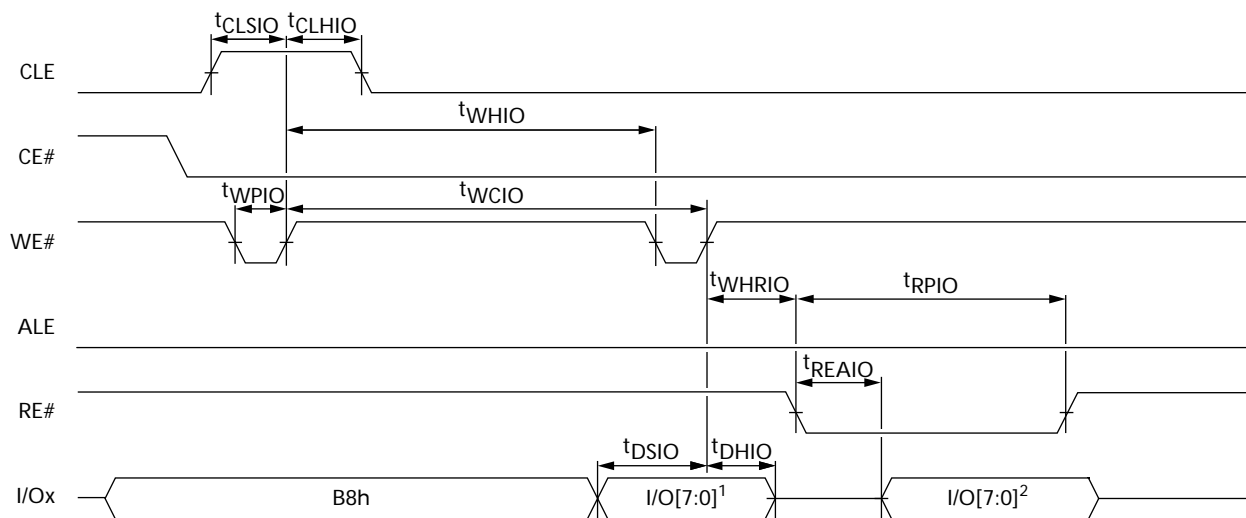 tCLSIO tCLHIO
CLE
tWHIO
CE#
tWPIO tWCIO
WE#
tWHRIO tRPIO
ALE
tREAIO
RE#
tDSIO tDHIO
I/Ox B8h I/O[7:0]1 I/O[7:0]2